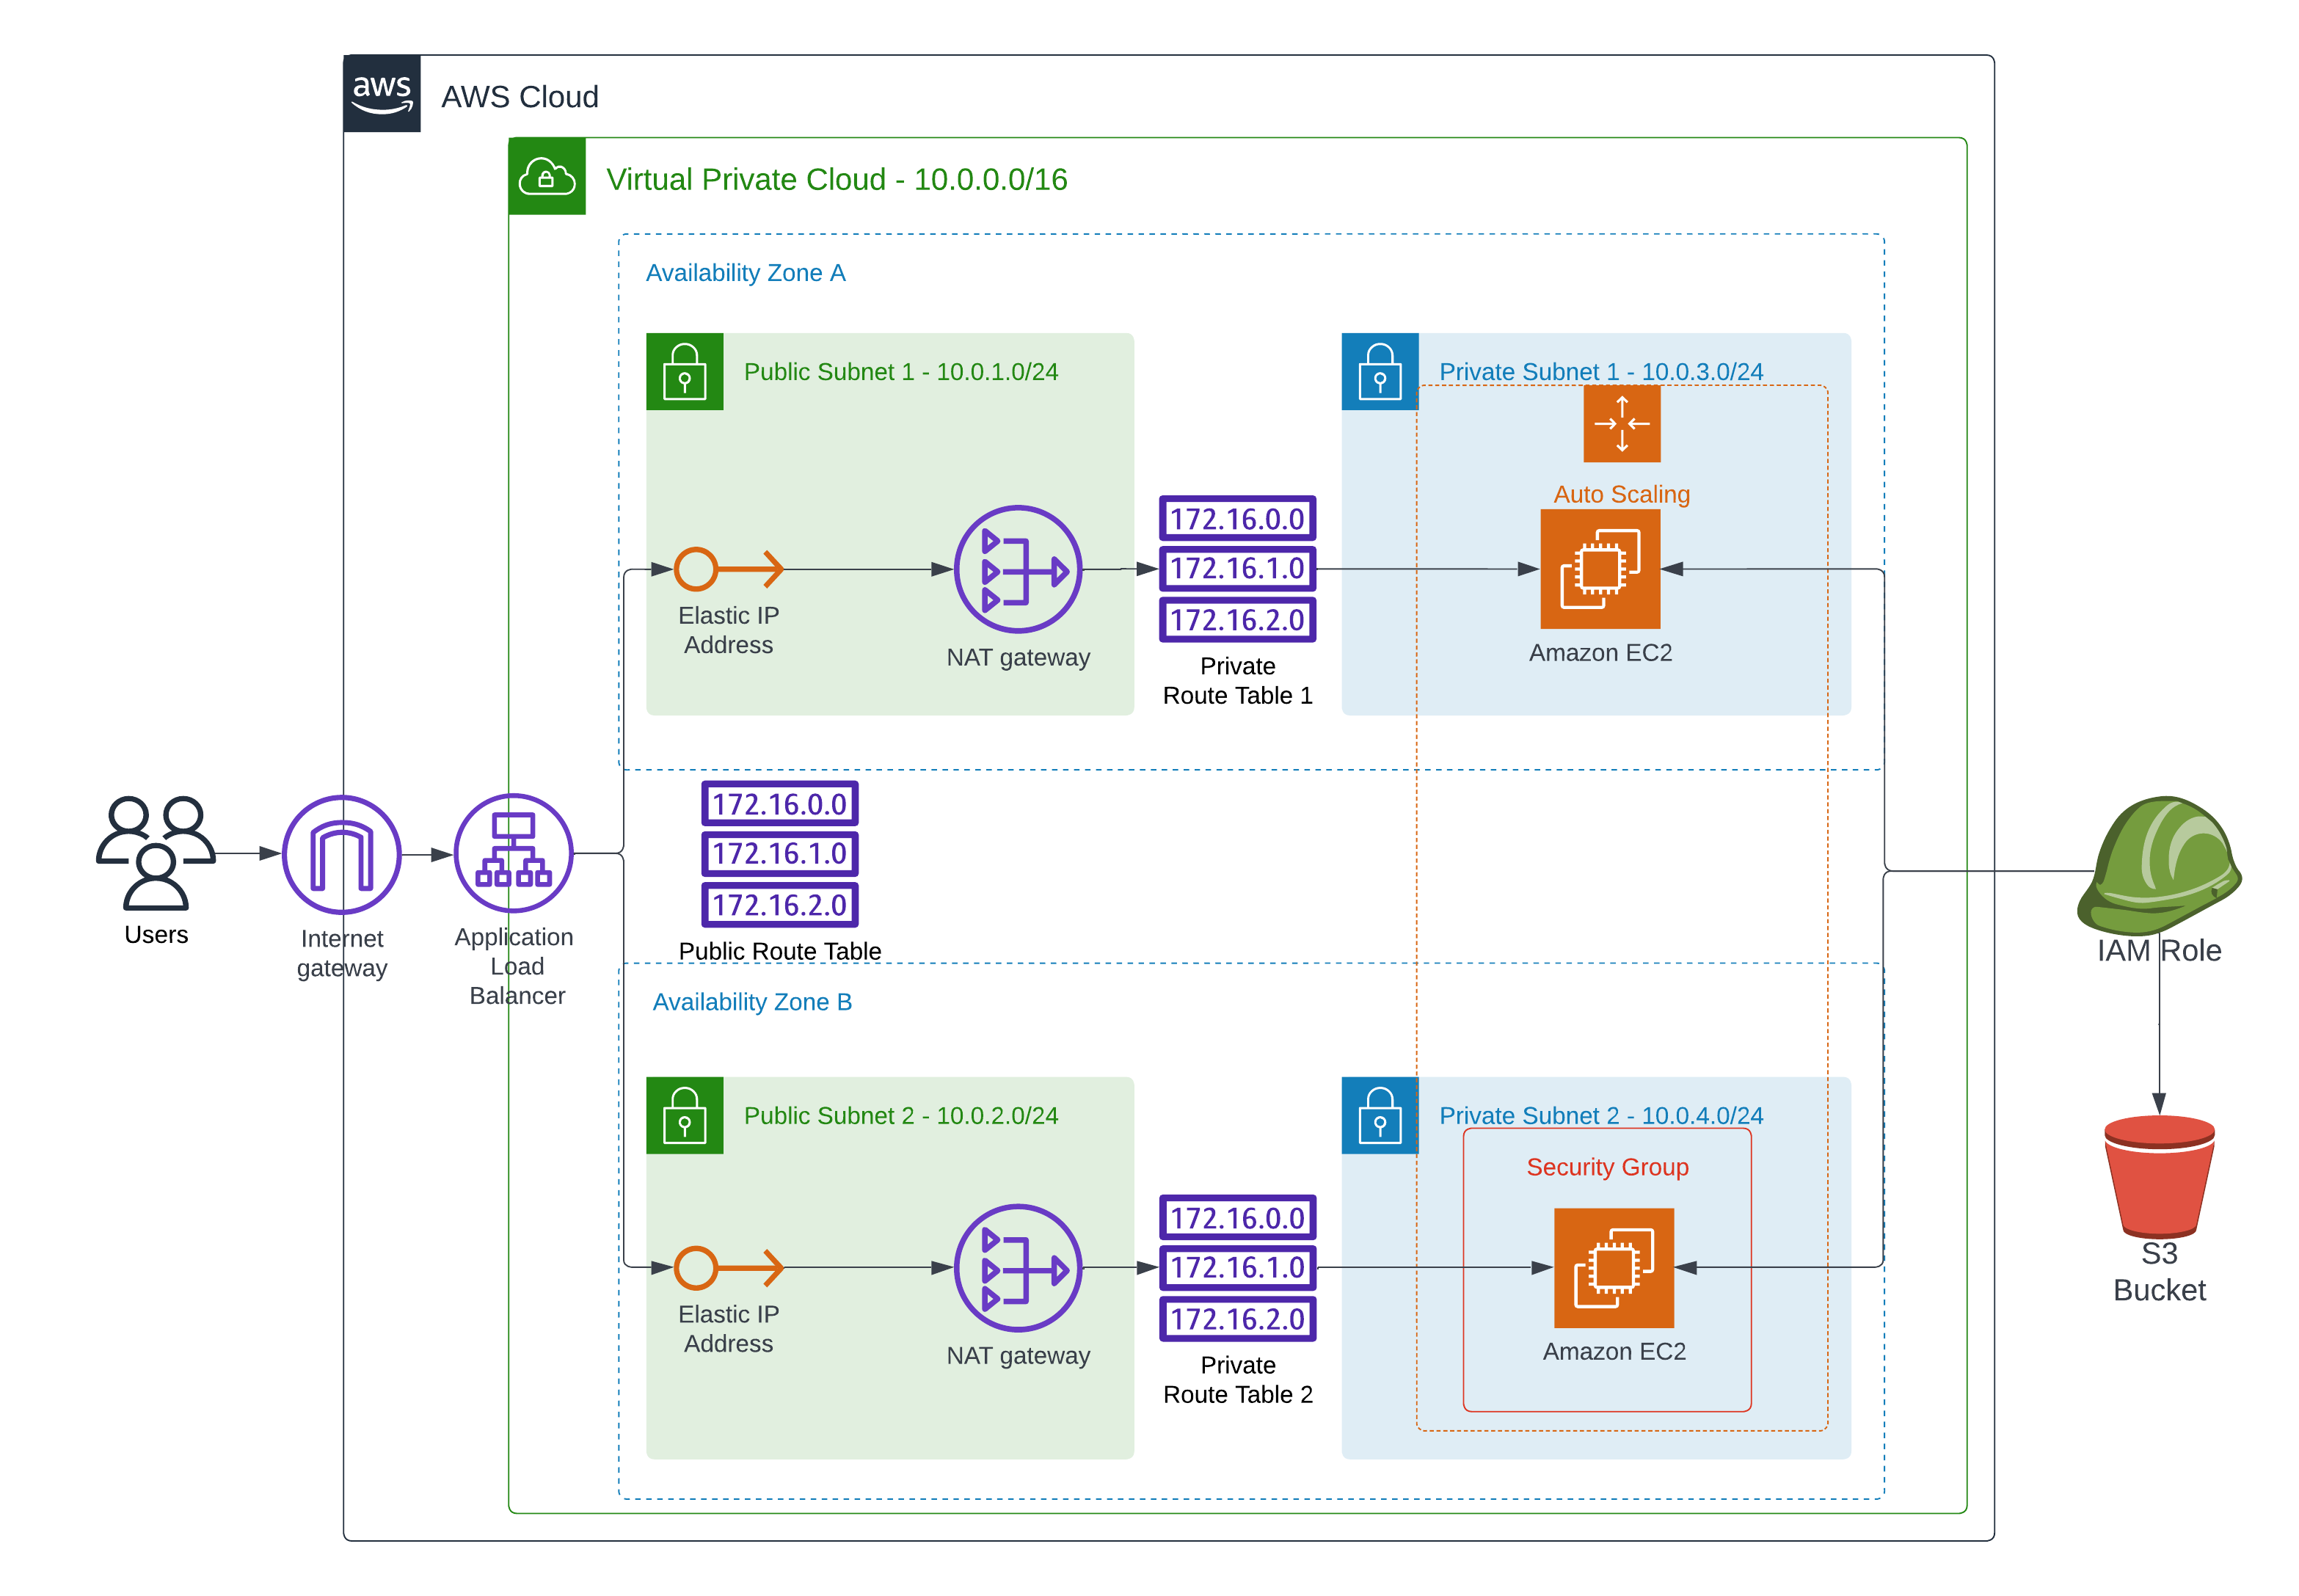 aws
AWS Cloud
Virtual Private Cloud - 10.0.0.0/16
Availability Zone A
Public Subnet 1 - 10.0.1.0/24
Private Subnet 1 - 10.0.3.0/24
Auto Scaling
Elastic IP
Address
NAT gateway
172.16.0.0
172.16.1.0
172.16.2.0
Private
Route Table 1
Amazon EC2
Users
Internet
gateway
Application
Load
Balancer
172.16.0.0
172.16.1.0
172.16.2.0
Public Route Table
IAM Role
Availability Zone B
Public Subnet 2 - 10.0.2.0/24
Private Subnet 2 - 10.0.4.0/24
Security Group
Elastic IP
Address
NAT gateway
172.16.0.0
172.16.1.0
172.16.2.0
Private
Route Table 2
Amazon EC2
S3
Bucket